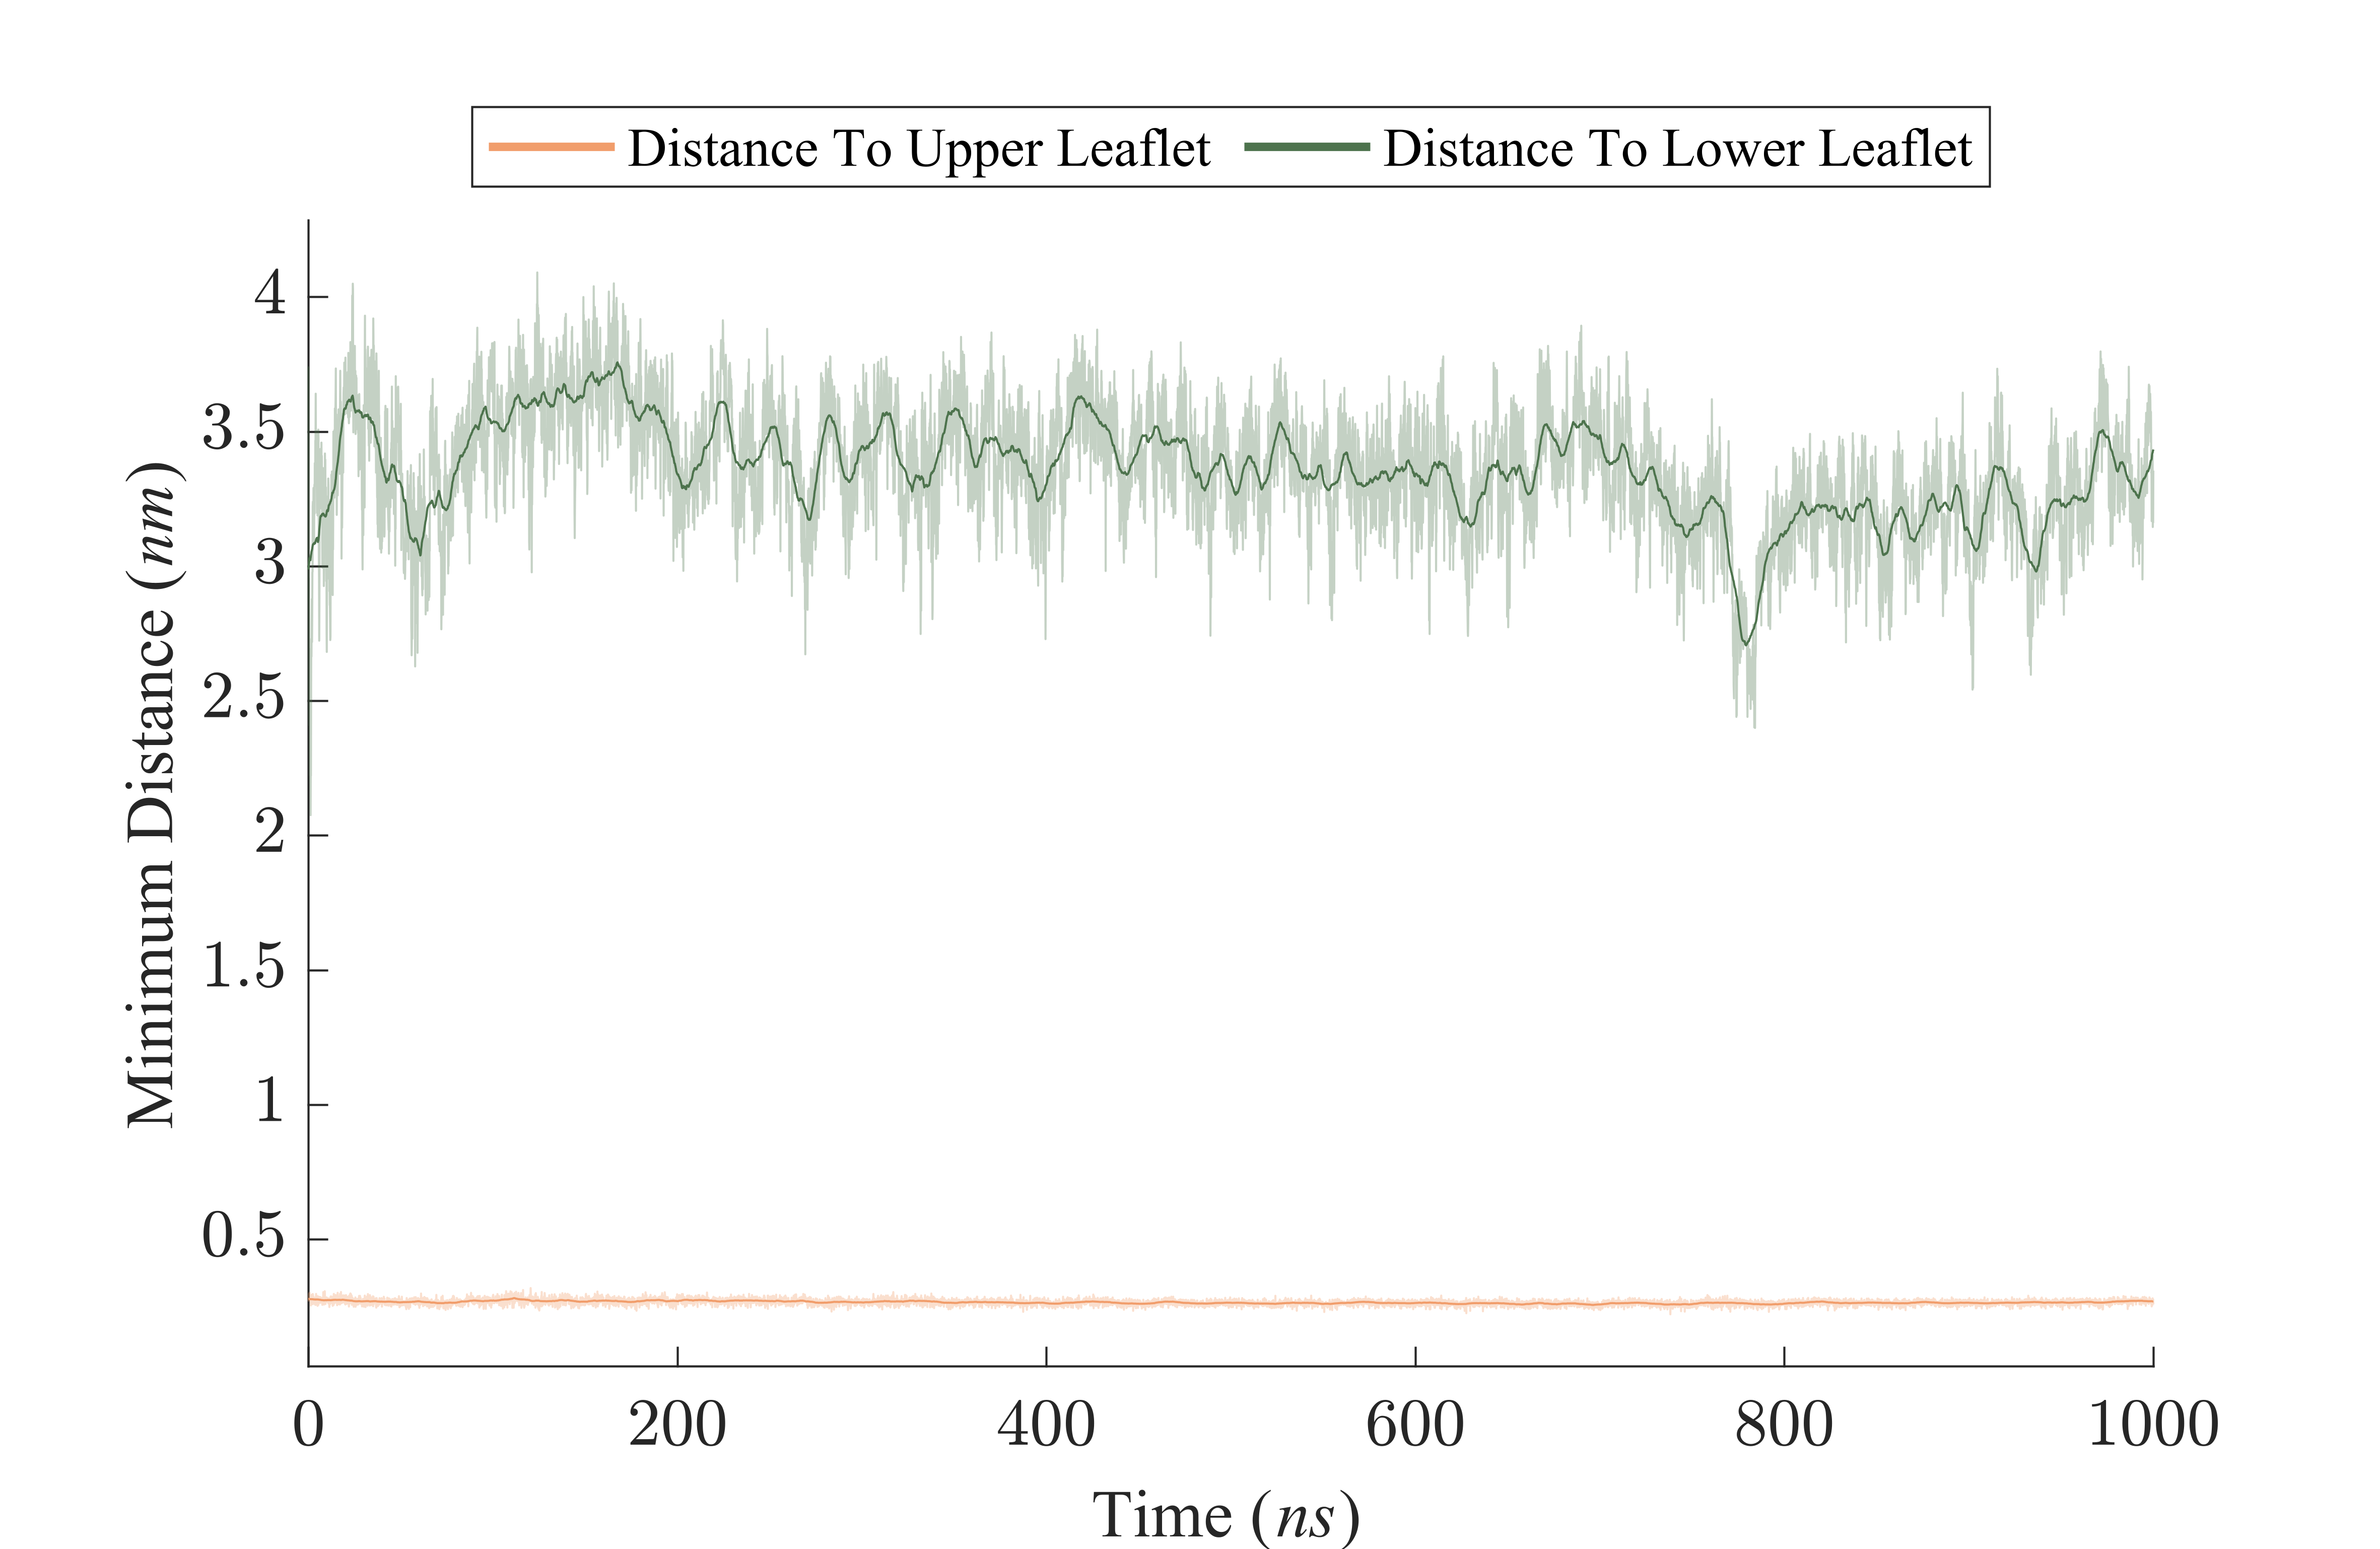 Distance To Upper Leaflet Distance To Lower Leaflet
Minimum Distance (nm)
4
3.5
3
2.5
2
1.5
1
0.5
0 200 400 600 800 1000
Time (ns)